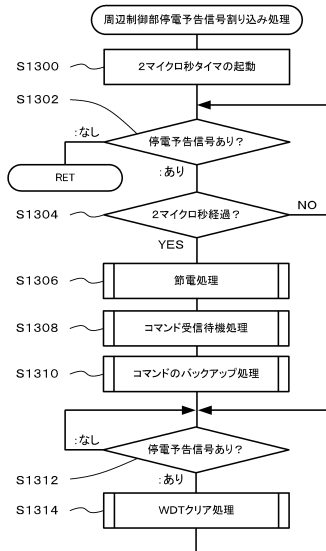 周辺制御部停電予告信号割り込み処理
S1300
2マイクロ秒タイマの起動
S1302
停電予告信号あり？
:なし
RET
:あり
S1304
2マイクロ秒経過？
NO
YES
S1306
節電処理
S1308
コマンド受信待機処理
S1310
コマンドのバックアップ処理
:なし
停電予告信号あり？
S1312
:あり
S1314
WDTクリア処理